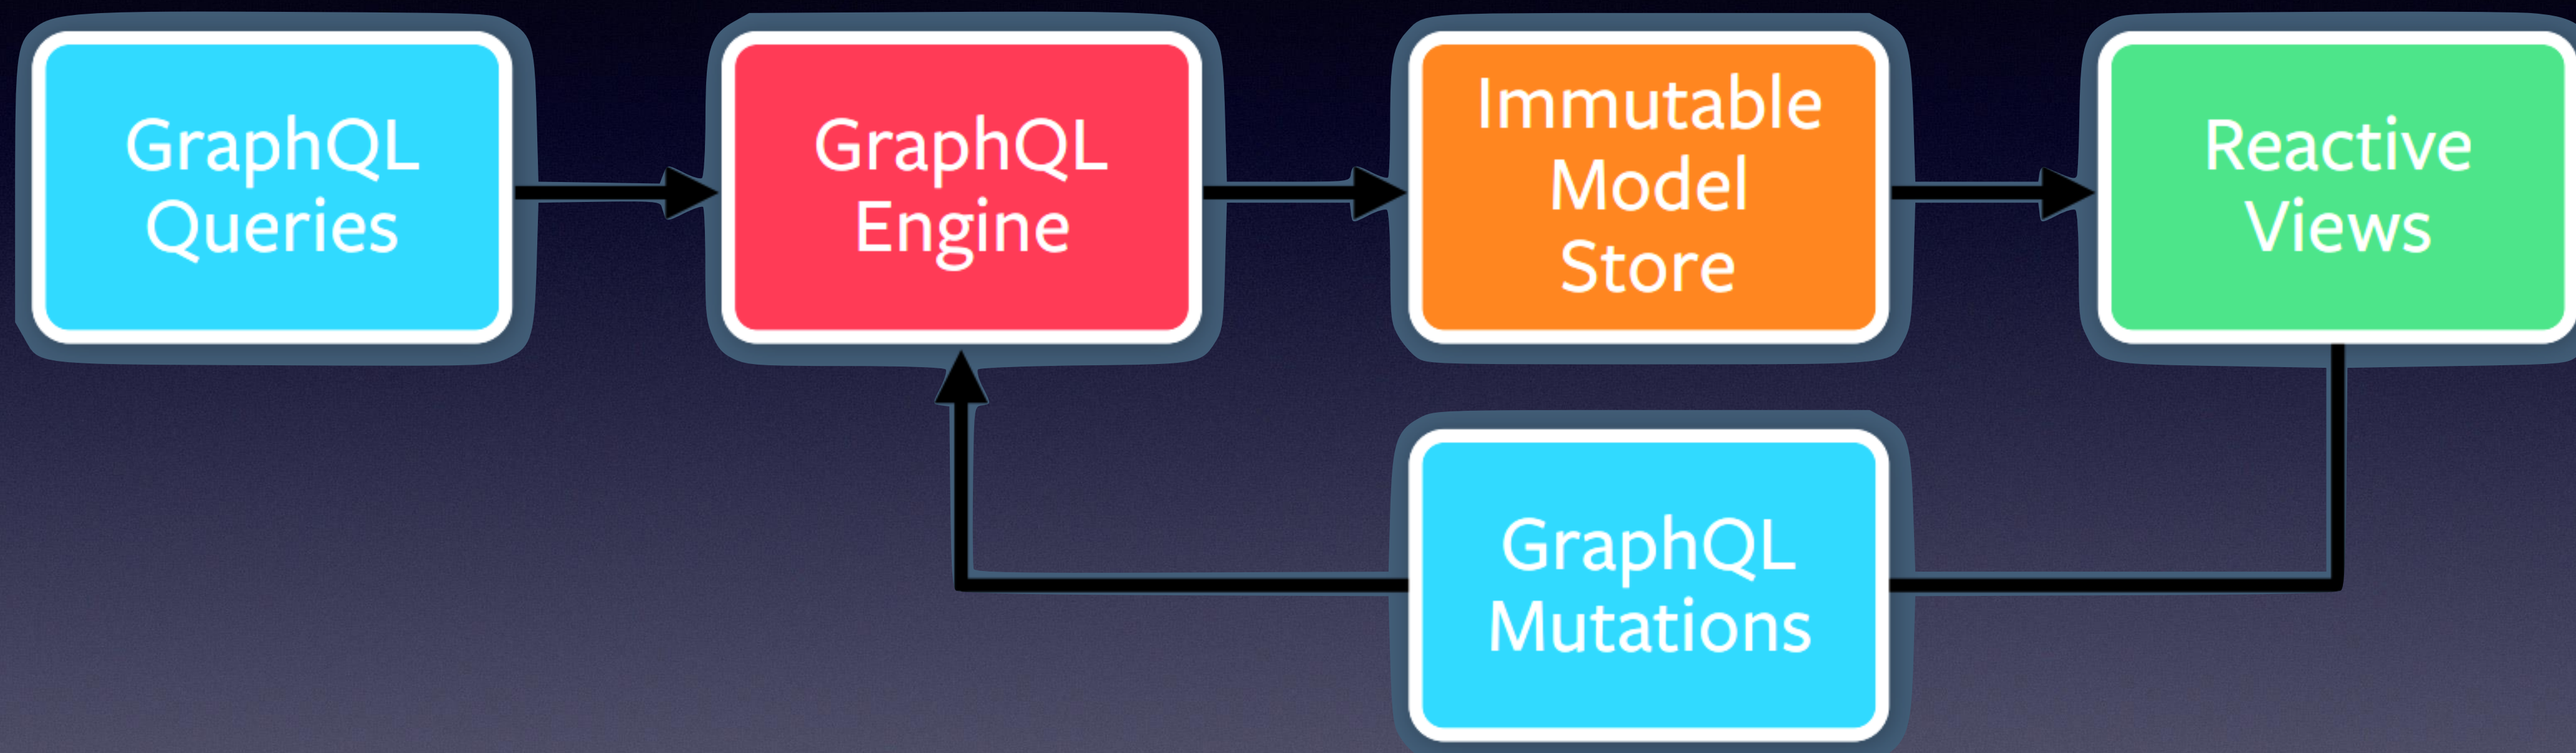 GraphQL
Queries
GraphQL
Engine
Immutable
Model
Store
Reactive
Views
GraphQL
Mutations